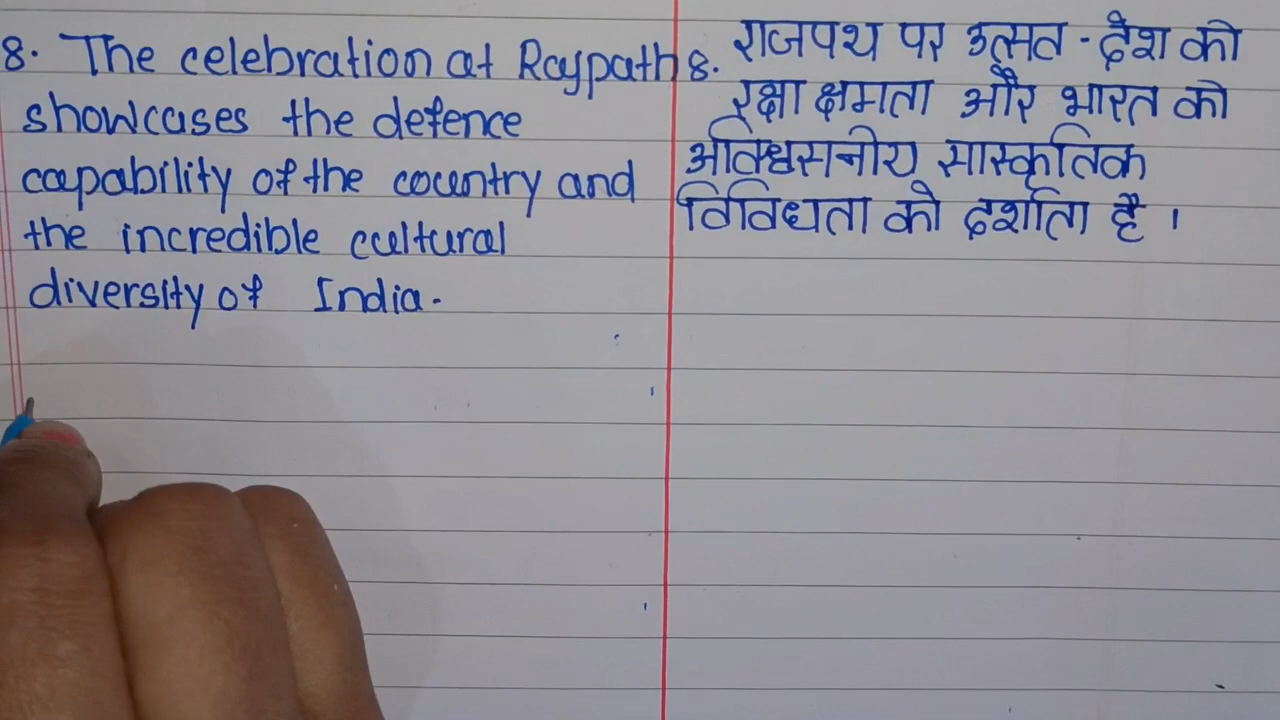 8. The celebration at Rajpath
showcases the defence
capability of the country and
the incredible cultural
diversity of India.
8. राजपथ पर उत्सव - देश की
रक्षा क्षमता और भारत की
अविश्वसनीय सांस्कृतिक
विविधता को दर्शाता है ।